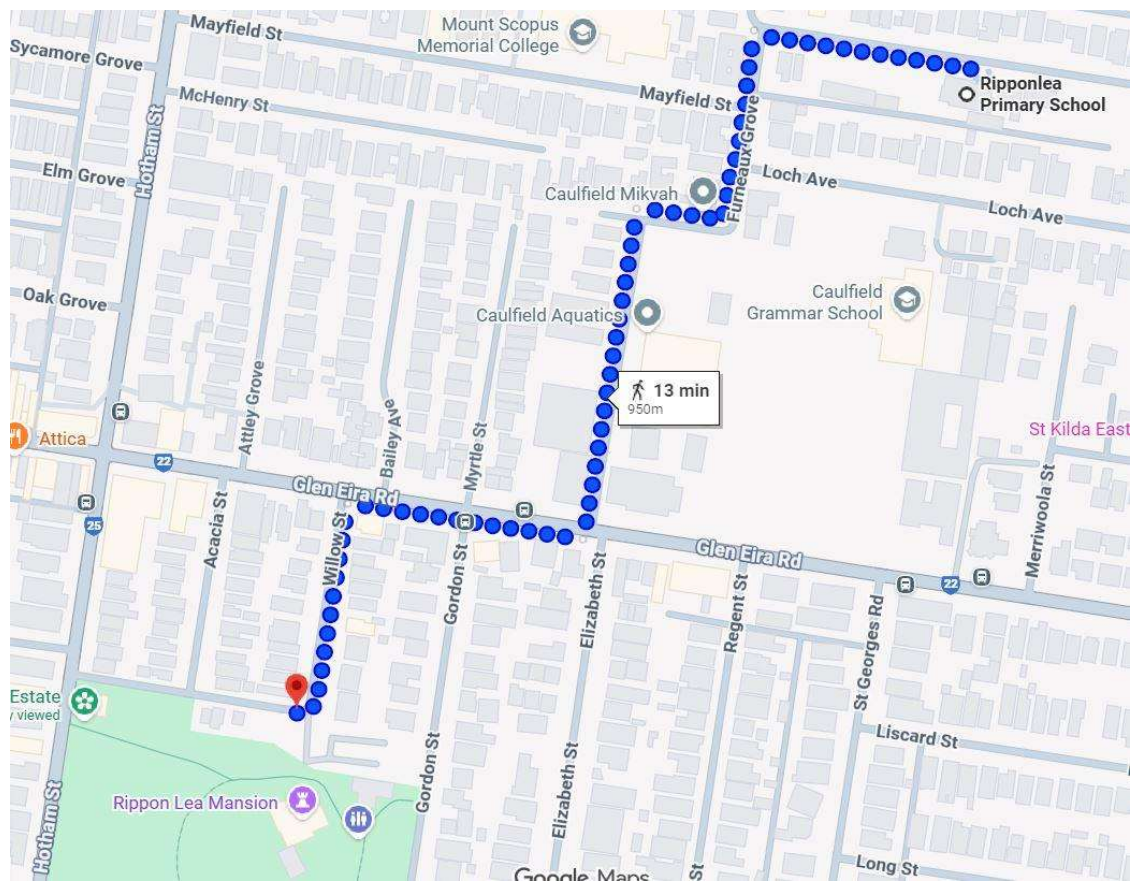 Mayfield St
Mount Scopus
Memorial College
Sycamore Grove
McHenry St
Mayfield St
Ripponlea
Primary School
Hotham St
Elm Grove
Caulfield Mikvah
Furneaux Grove
Loch Ave
Loch Ave
Oak Grove
Caulfield Aquatics
Caulfield
Grammar School
13 min
950m
Attica
Attley Grove
Bailey Ave
Myrtle St
St Kilda East
22
Glen Eira Rd
Merriwoola St
25
Acacia St
Willow St
Gordon St
Elizabeth St
Glen Eira Rd
22
Regent St
St Georges Rd
Estate
y viewed
Liscard St
Rippon Lea Mansion
Gordon St
Elizabeth St
Hotham St
St
Long St
Google Maps